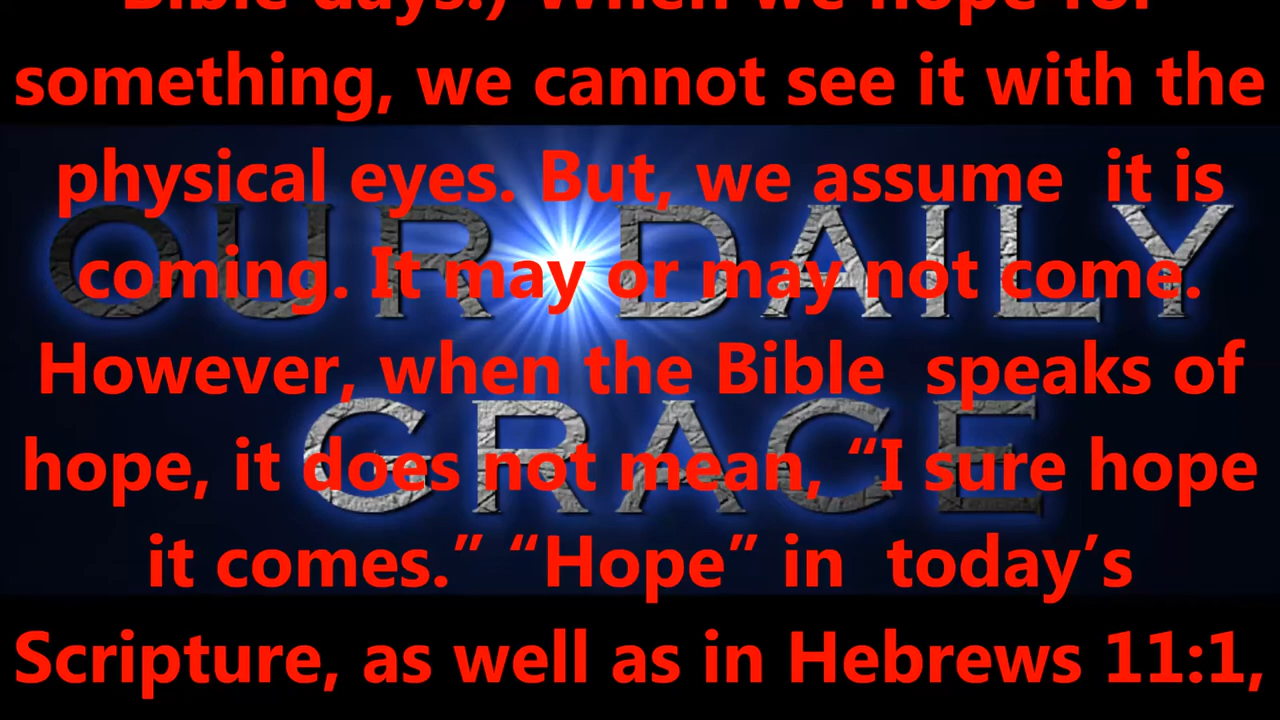 Bible days.) When we hope for
something, we cannot see it with the
physical eyes. But, we assume  it is
coming. It may or may not come.
However, when the Bible  speaks of
hope, it does not mean, “I sure hope
it comes.” “Hope” in  today’s
Scripture, as well as in Hebrews 11:1,
OUR DAILY
GRACE